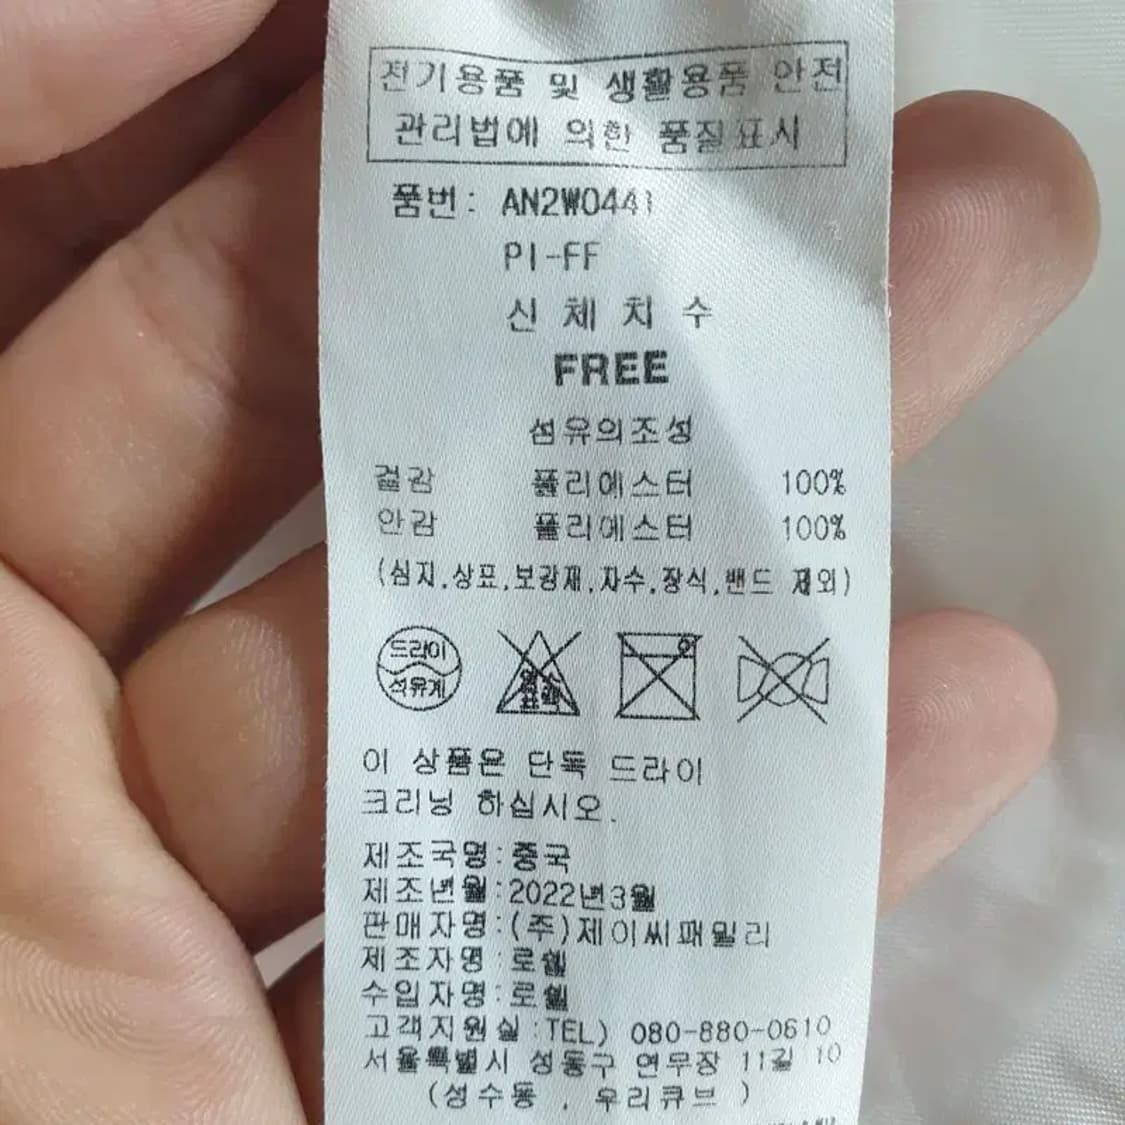 전기용품 및 생활용품 안전
관리법에 의한 품질표시
품번: AN2W0441
PI-FF
신 체 치 수
FREE
섬유의조성
겉감 폴리에스터 100%
안감 폴리에스터 100%
(심지,상표,보강재,자수,장식,밴드 제외)
드라이
석유계
염소
표백
이 상품은 단독 드라이
크리닝 하십시오.
제조국명:중국
제조년월:2022년3월
판매자명:(주)제이씨패밀리
제조자명:로쉘
수입자명:로쉘
고객지원실:TEL) 080-880-0610
서울특별시 성동구 연무장 11길 10
(성수동 , 우리큐브 )